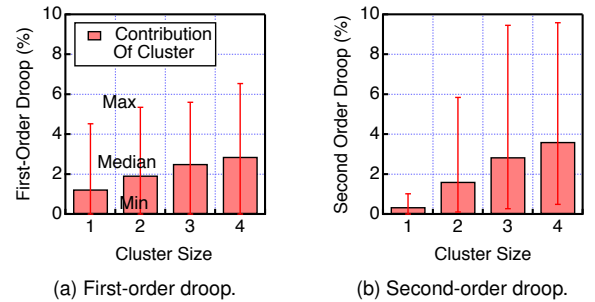 First-Order Droop (%)
10
8
6
4
2
0
Contribution
Of Cluster
Max
Median
Min
1 2 3 4
Cluster Size
(a) First-order droop.
Second Order Droop (%)
10
8
6
4
2
0
1 2 3 4
Cluster Size
(b) Second-order droop.